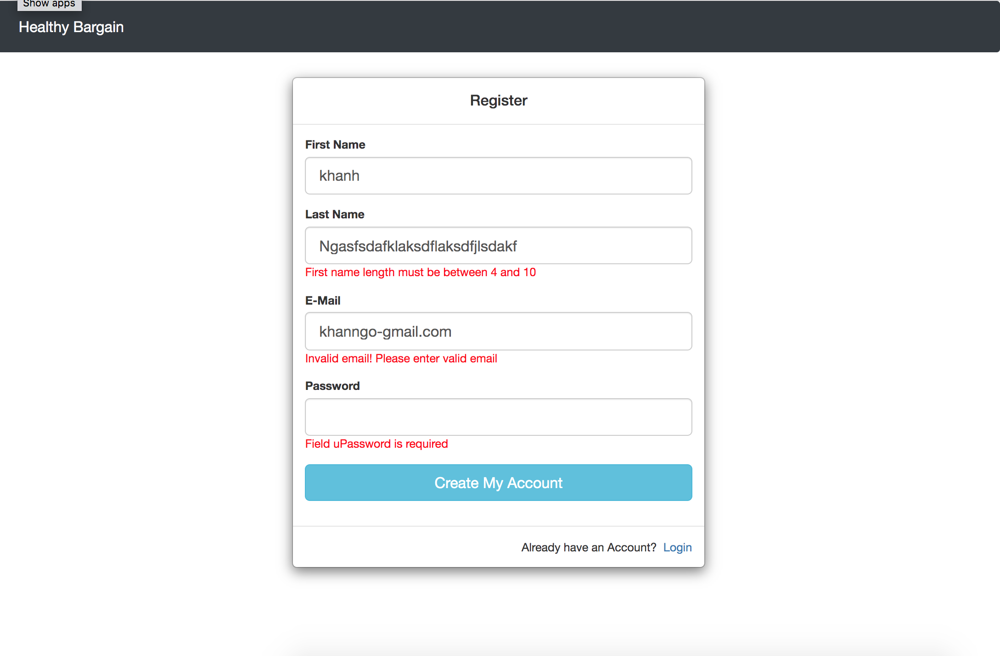 Show apps
Healthy Bargain
Register
First Name
khanh
Last Name
Ngasfsdafklaksdflaksdfjlsdakf
First name length must be between 4 and 10
E-Mail
khanngo-gmail.com
Invalid email! Please enter valid email
Password
Field uPassword is required
Create My Account
Already have an Account? Login